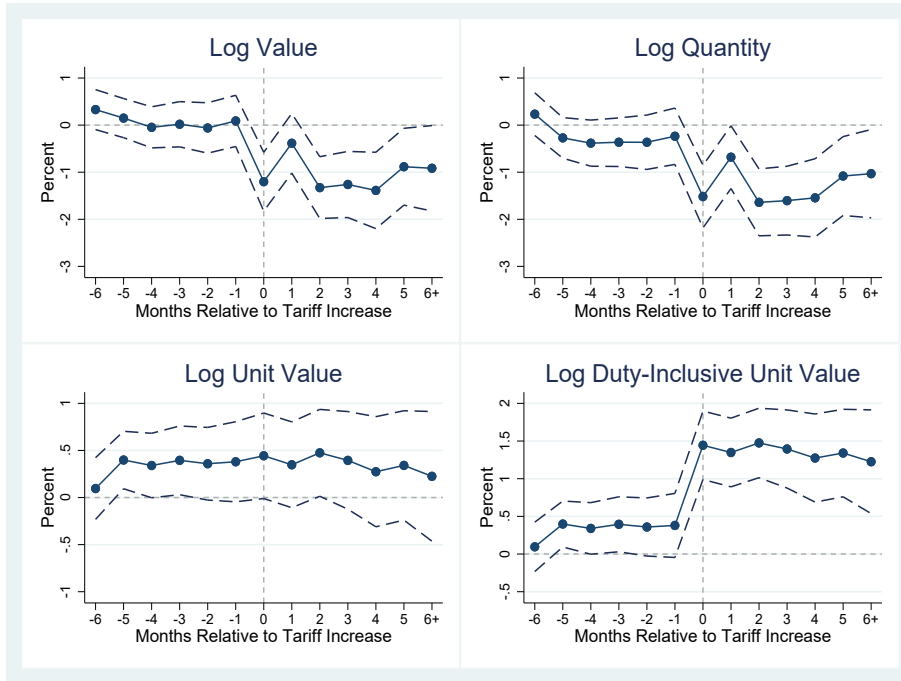 Log Value
Percent
1
0
-1
-2
-3
-6 -5 -4 -3 -2 -1 0 1 2 3 4 5 6+
Months Relative to Tariff Increase
Log Quantity
Percent
1
0
-1
-2
-3
-6 -5 -4 -3 -2 -1 0 1 2 3 4 5 6+
Months Relative to Tariff Increase
Log Unit Value
Percent
1
.5
0
-.5
-1
-6 -5 -4 -3 -2 -1 0 1 2 3 4 5 6+
Months Relative to Tariff Increase
Log Duty-Inclusive Unit Value
Percent
2
1.5
1
.5
0
-.5
-6 -5 -4 -3 -2 -1 0 1 2 3 4 5 6+
Months Relative to Tariff Increase